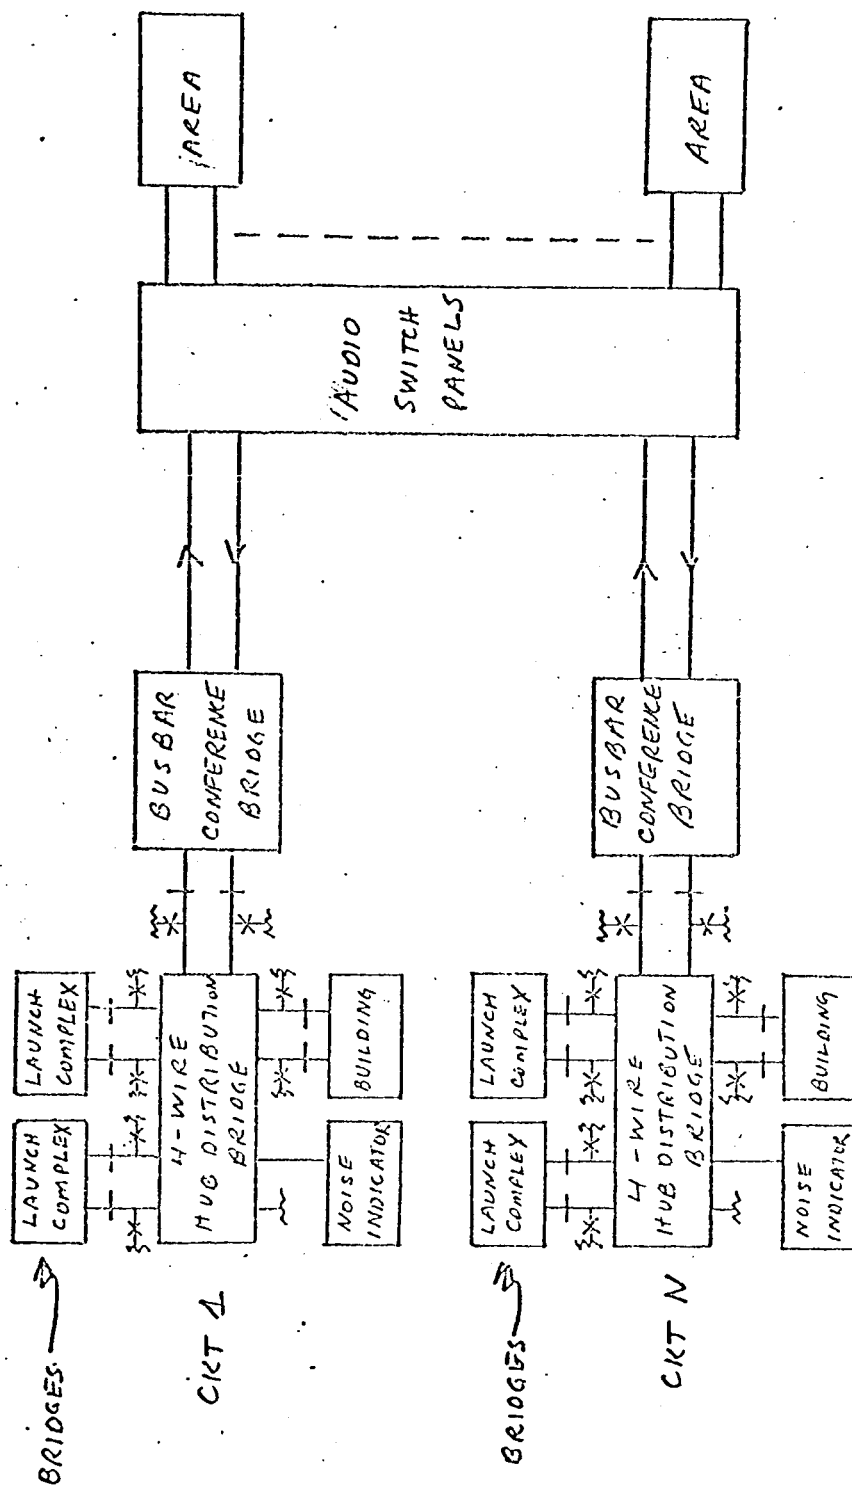 BRIDGES
LAUNCH
COMPLEX
LAUNCH
COMPLEX
CKT 1
4-WIRE
HUB DISTRIBUTION
BRIDGE
BUSBAR
CONFERENCE
BRIDGE
NOISE
INDICATOR
BUILDING
AUDIO
SWITCH
PANELS
AREA
BRIDGES
LAUNCH
COMPLEX
LAUNCH
COMPLEX
CKT N
4-WIRE
HUB DISTRIBUTION
BRIDGE
BUSBAR
CONFERENCE
BRIDGE
NOISE
INDICATOR
BUILDING
AREA